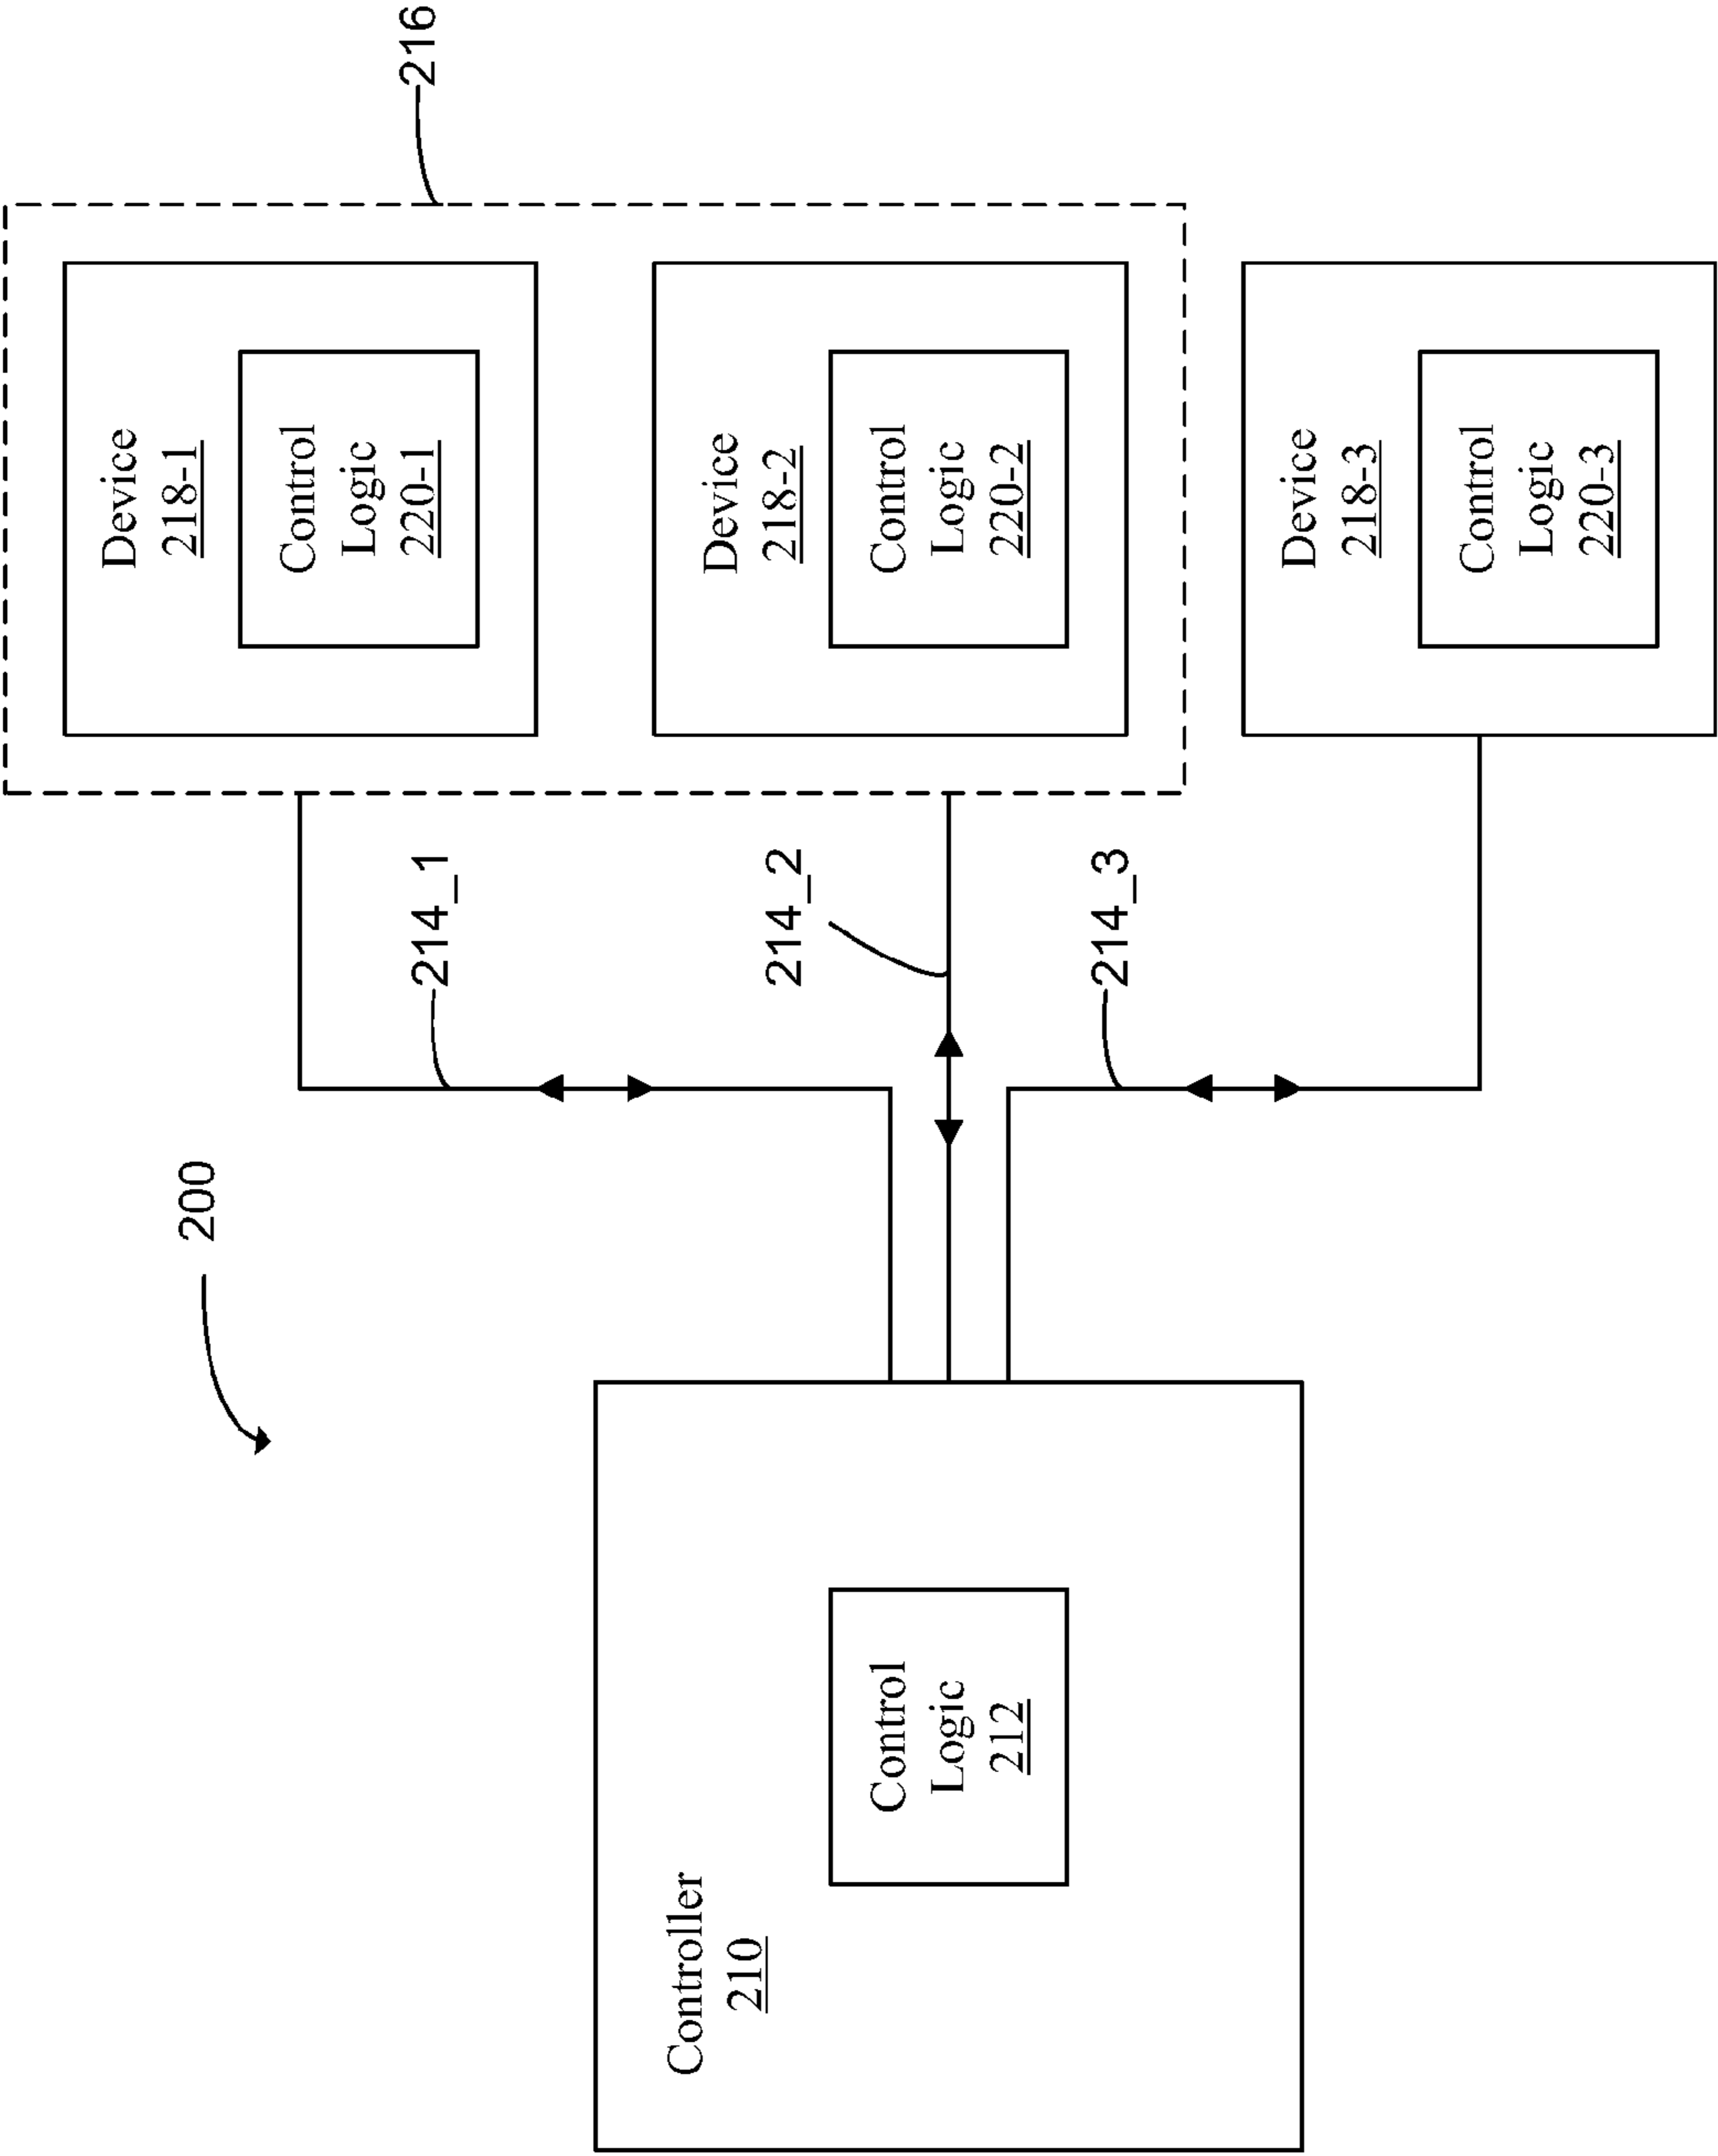 200
Controller
210
Control
Logic
212
214_1
214_2
214_3
216
Device
218-1
Control
Logic
220-1
Device
218-2
Control
Logic
220-2
Device
218-3
Control
Logic
220-3